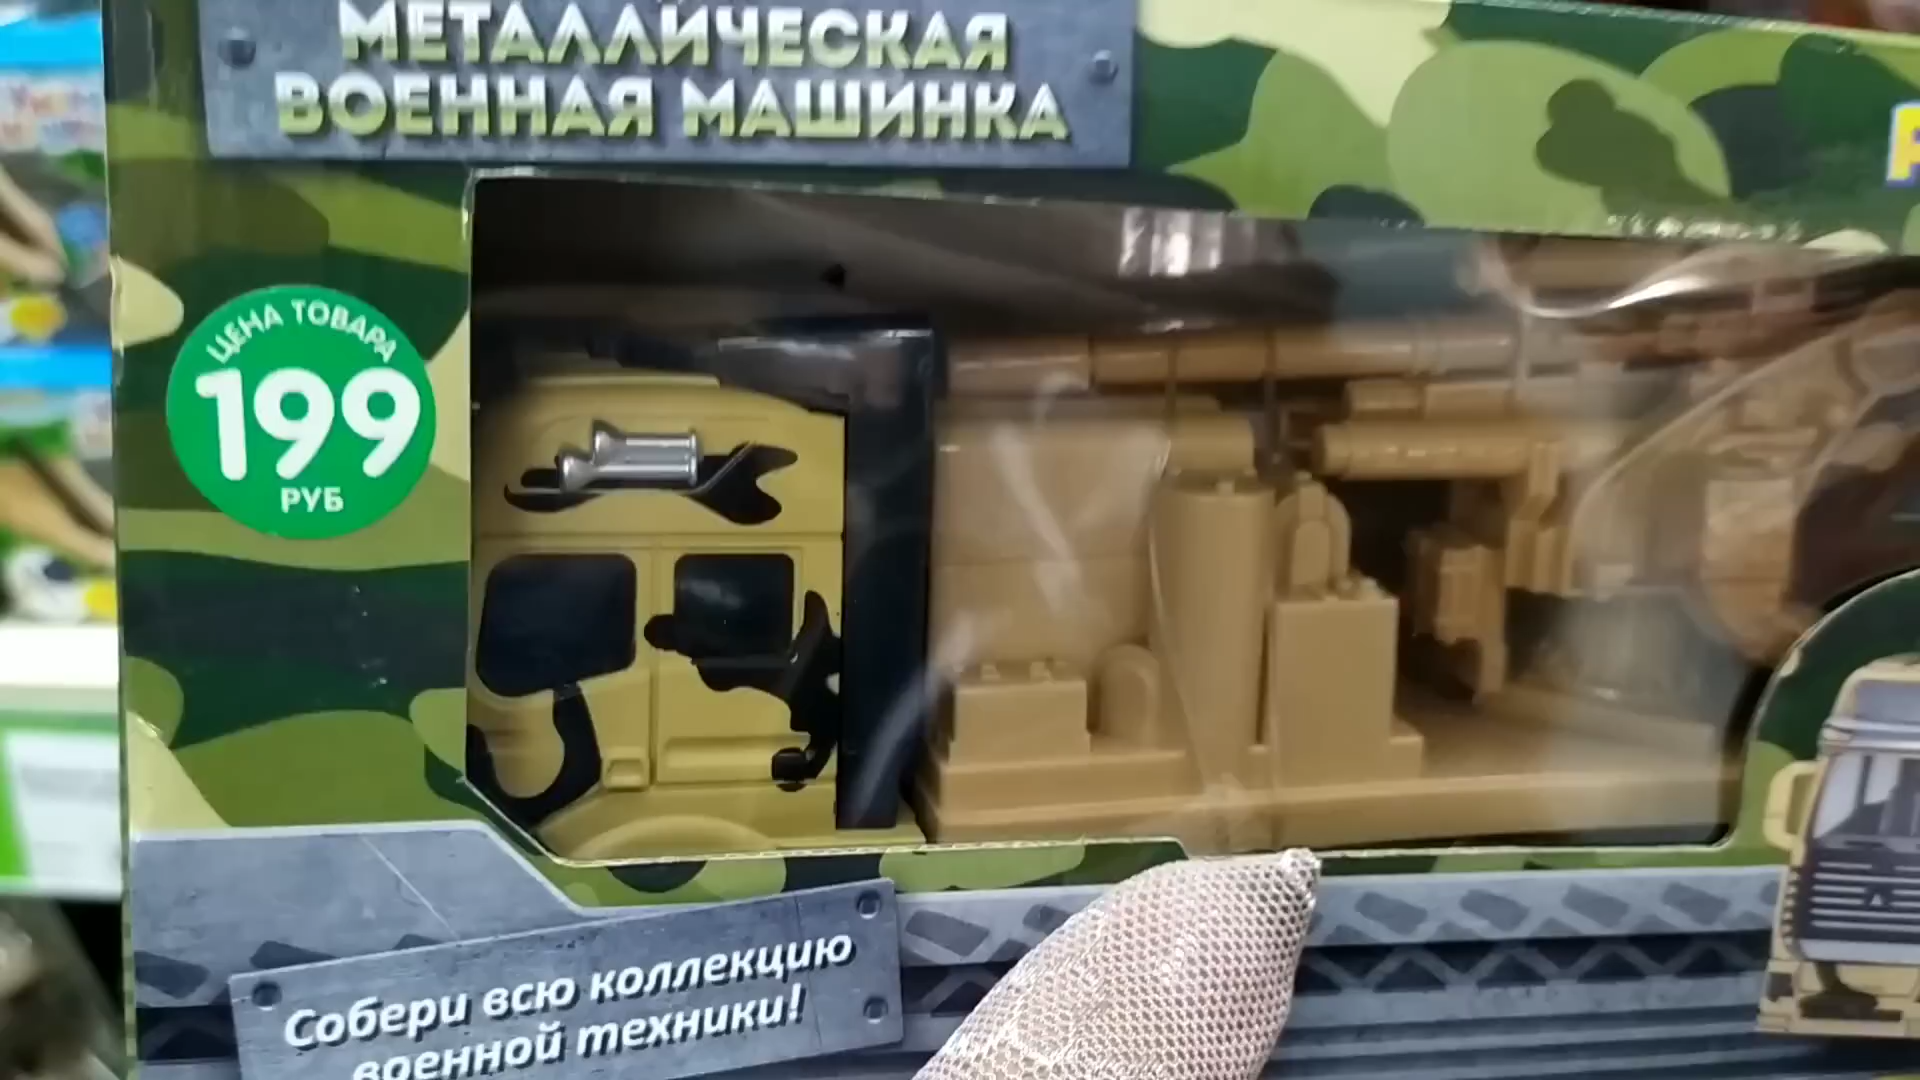 МЕТАЛЛИЧЕСКАЯ
ВОЕННАЯ МАШИНКА
ЦЕНА ТОВАРА
199
РУБ
Собери всю коллекцию
военной техники!